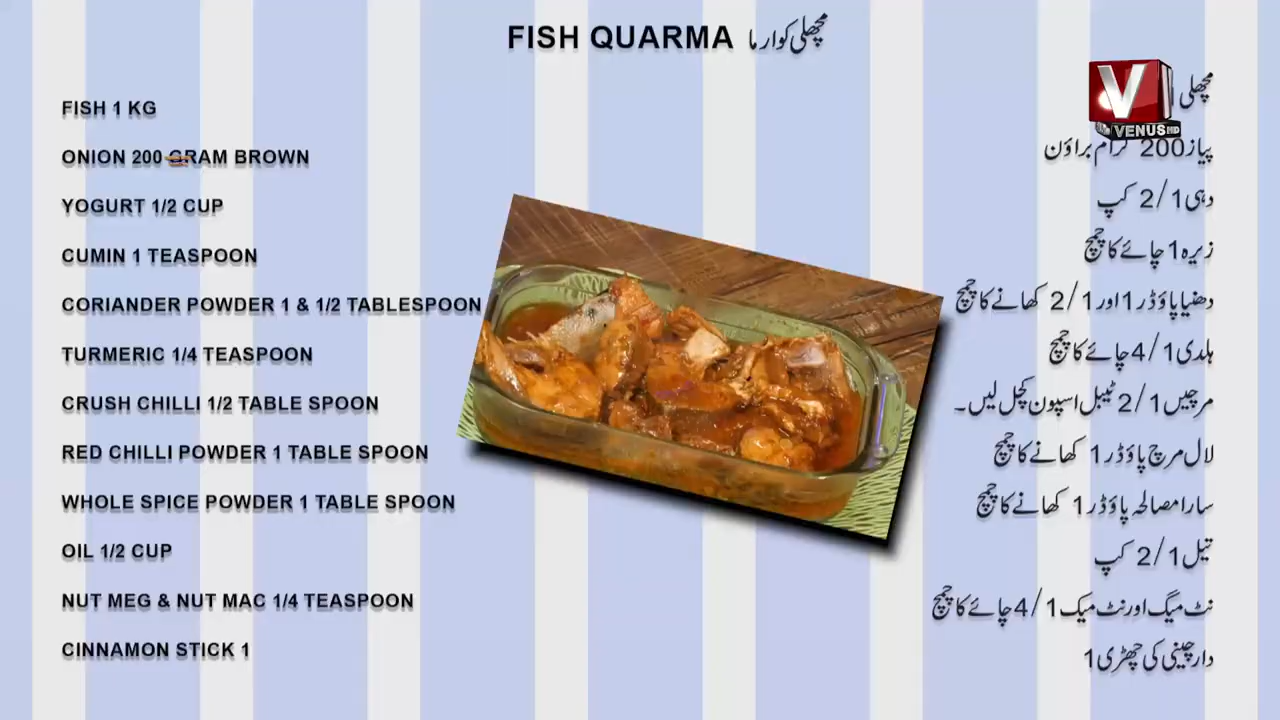 FISH QUARMA مچھلی کوارما
FISH 1 KG
ONION 200 GRAM BROWN
YOGURT 1/2 CUP
CUMIN 1 TEASPOON
CORIANDER POWDER 1 & 1/2 TABLESPOON
TURMERIC 1/4 TEASPOON
CRUSH CHILLI 1/2 TABLE SPOON
RED CHILLI POWDER 1 TABLE SPOON
WHOLE SPICE POWDER 1 TABLE SPOON
OIL 1/2 CUP
NUT MEG & NUT MAC 1/4 TEASPOON
CINNAMON STICK 1
V
VENUS HD
مچھلی
پیاز 200 گرام براؤن
دہی 1/2 کپ
زیرہ 1 چائے کا چمچ
دھنیا پاؤڈر 1 اور 1/2 کھانے کا چمچ
ہلدی 1/4 چائے کا چمچ
مرچیں 1/2 ٹیبل اسپون کچل لیں۔
لال مرچ پاؤڈر 1 کھانے کا چمچ
سارا مصالحہ پاؤڈر 1 کھانے کا چمچ
تیل 1/2 کپ
نٹ میگ اور نٹ میک 1/4 چائے کا چمچ
دار چینی کی چھڑی 1